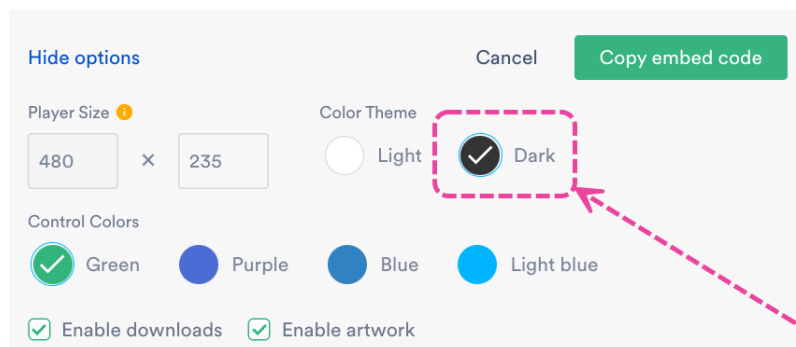 Hide options Cancel Copy embed code
Player Size Color Theme
480 × 235 Light Dark
Control Colors
Green Purple Blue Light blue
Enable downloads Enable artwork